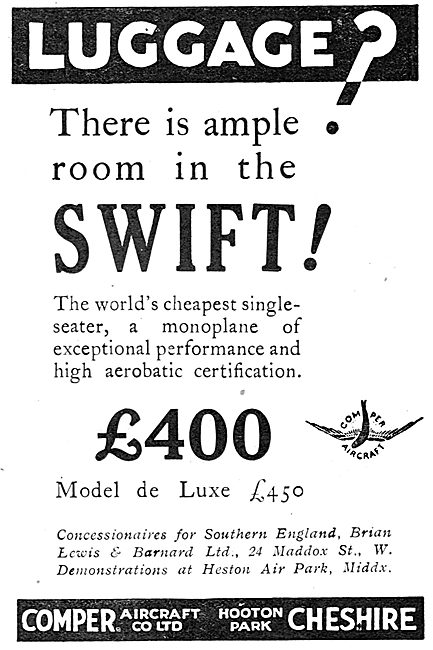 LUGGAGE?
There is ample
room in the
SWIFT!
The world's cheapest single-
seater, a monoplane of
exceptional performance and
high aerobatic certification.
£400
COMPER
AIRCRAFT
Model de Luxe £450
Concessionaires for Southern England, Brian
Lewis & Barnard Ltd., 24 Maddox St., W.
Demonstrations at Heston Air Park, Middx.
COMPER AIRCRAFT CO LTD HOOTON PARK CHESHIRE